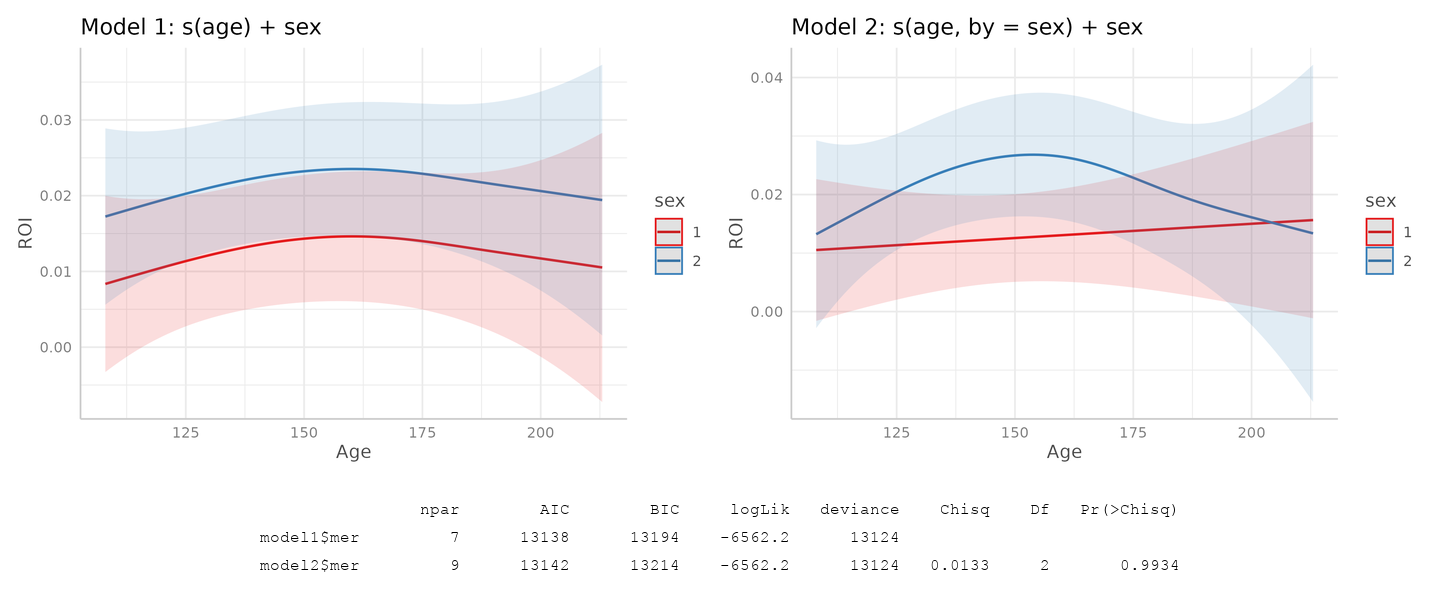 Model 1: s(age) + sex
0.03
0.02
0.01
0.00
ROI
125 150 175 200
Age
sex
1
2
Model 2: s(age, by = sex) + sex
0.04
0.02
0.00
ROI
125 150 175 200
Age
sex
1
2
npar AIC BIC logLik deviance Chisq Df Pr(>Chisq)
model1$mer 7 13138 13194 -6562.2 13124
model2$mer 9 13142 13214 -6562.2 13124 0.0133 2 0.9934